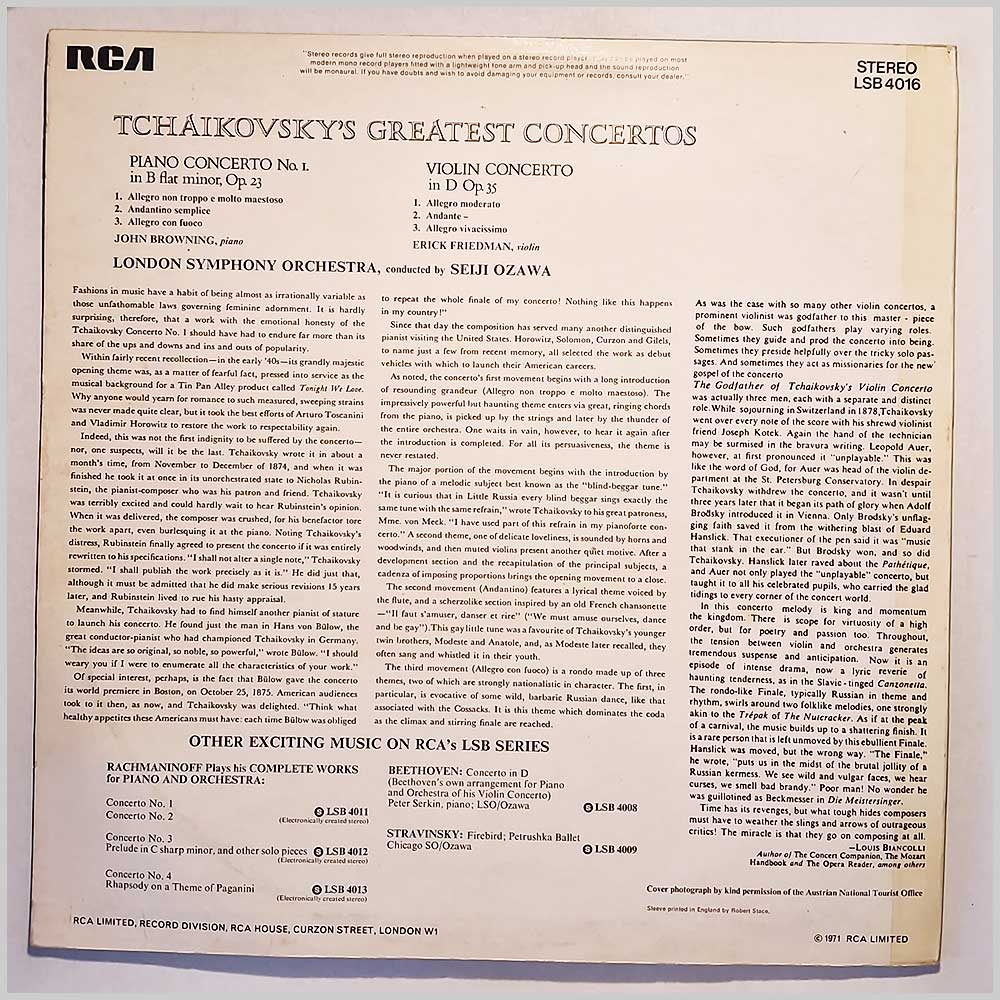 RCA
"Stereo records give full stereo reproduction when played on a stereo record player played on most
modern mono record players fitted with a lightweight tone arm and pick-up head and the sound reproduction
will be monaural. If you have doubts and wish to avoid damaging your equipment or records, consult your dealer."
STEREO
LSB 4016
TCHAIKOVSKY'S GREATEST CONCERTOS
PIANO CONCERTO No. 1.
in B flat minor, Op. 23
1. Allegro non troppo e molto maestoso
2. Andantino semplice
3. Allegro con fuoco
JOHN BROWNING, piano
VIOLIN CONCERTO
in D Op. 35
1. Allegro moderato
2. Andante –
3. Allegro vivacissimo
ERICK FRIEDMAN, violin
LONDON SYMPHONY ORCHESTRA, conducted by SEIJI OZAWA
Fashions in music have a habit of being almost as irrationally variable as
those unfathomable laws governing feminine adornment. It is hardly
surprising, therefore, that a work with the emotional honesty of the
Tchaikovsky Concerto No. 1 should have had to endure far more than its
share of the ups and downs and ins and outs of popularity.
Within fairly recent recollection—in the early '40s—its grandly majestic
opening theme was, as a matter of fearful fact, pressed into service as the
musical background for a Tin Pan Alley product called Tonight We Love.
Why anyone would yearn for romance to such measured, sweeping strains
was never made quite clear, but it took the best efforts of Arturo Toscanini
and Vladimir Horowitz to restore the work to respectability again.
Indeed, this was not the first indignity to be suffered by the concerto—
nor, one suspects, will it be the last. Tchaikovsky wrote it in about a
month's time, from November to December of 1874, and when it was
finished he took it at once in its unorchestrated state to Nicholas Rubin-
stein, the pianist-composer who was his patron and friend. Tchaikovsky
was terribly excited and could hardly wait to hear Rubinstein's opinion.
When it was delivered, the composer was crushed, for his benefactor tore
the work apart, even burlesquing it at the piano. Noting Tchaikovsky's
distress, Rubinstein finally agreed to present the concerto if it was entirely
rewritten to his specifications. "I shall not alter a single note," Tchaikovsky
stormed. "I shall publish the work precisely as it is." He did just that,
although it must be admitted that he did make serious revisions 15 years
later, and Rubinstein lived to rue his hasty appraisal.
Meanwhile, Tchaikovsky had to find himself another pianist of stature
to launch his concerto. He found just the man in Hans von Bülow, the
great conductor-pianist who had championed Tchaikovsky in Germany.
"The ideas are so original, so noble, so powerful," wrote Bülow. "I should
weary you if I were to enumerate all the characteristics of your work."
Of special interest, perhaps, is the fact that Bülow gave the concerto
its world premiere in Boston, on October 25, 1875. American audiences
took to it then, as now, and Tchaikovsky was delighted. "Think what
healthy appetites these Americans must have: each time Bülow was obliged
to repeat the whole finale of my concerto! Nothing like this happens
in my country!"
Since that day the composition has served many another distinguished
pianist visiting the United States. Horowitz, Solomon, Curzon and Gilels,
to name just a few from recent memory, all selected the work as debut
vehicles with which to launch their American careers.
As noted, the concerto's first movement begins with a long introduction
of resounding grandeur (Allegro non troppo e molto maestoso). The
impressively powerful but haunting theme enters via great, ringing chords
from the piano, is picked up by the strings and later by the thunder of
the entire orchestra. One waits in vain, however, to hear it again after
the introduction is completed. For all its persuasiveness, the theme is
never restated.
The major portion of the movement begins with the introduction by
the piano of a melodic subject best known as the "blind-beggar tune."
"It is curious that in Little Russia every blind beggar sings exactly the
same tune with the same refrain," wrote Tchaikovsky to his great patroness,
Mme. von Meck. "I have used part of this refrain in my pianoforte con-
certo." A second theme, one of delicate loveliness, is sounded by horns and
woodwinds, and then muted violins present another quiet motive. After a
development section and the recapitulation of the principal subjects, a
cadenza of imposing proportions brings the opening movement to a close.
The second movement (Andantino) features a lyrical theme voiced by
the flute, and a scherzolike section inspired by an old French chansonette
—"Il faut s'amuser, danser et rire" ("We must amuse ourselves, dance
and be gay"). This gay little tune was a favourite of Tchaikovsky's younger
twin brothers, Modeste and Anatole, and, as Modeste later recalled, they
often sang and whistled it in their youth.
The third movement (Allegro con fuoco) is a rondo made up of three
themes, two of which are strongly nationalistic in character. The first, in
particular, is evocative of some wild, barbaric Russian dance, like that
associated with the Cossacks. It is this theme which dominates the coda
as the climax and stirring finale are reached.
As was the case with so many other violin concertos, a
prominent violinist was godfather to this master - piece
of the bow. Such godfathers play varying roles.
Sometimes they guide and prod the concerto into being.
Sometimes they preside helpfully over the tricky solo pas-
sages. And sometimes they act as missionaries for the new
gospel of the concerto
The Godfather of Tchaikovsky's Violin Concerto
was actually three men, each with a separate and distinct
role. While sojourning in Switzerland in 1878, Tchaikovsky
went over every note of the score with his shrewd violinist
friend Joseph Kotek. Again the hand of the technician
may be surmised in the bravura writing. Leopold Auer,
however, at first pronounced it "unplayable." This was
like the word of God, for Auer was head of the violin de-
partment at the St. Petersburg Conservatory. In despair
Tchaikovsky withdrew the concerto, and it wasn't until
three years later that it began its path of glory when Adolf
Brodsky introduced it in Vienna. Only Brodsky's unflag-
ging faith saved it from the withering blast of Eduard
Hanslick. That executioner of the pen said it was "music
that stank in the ear." But Brodsky won, and so did
Tchaikovsky. Hanslick later raved about the Pathétique,
and Auer not only played the "unplayable" concerto, but
taught it to all his celebrated pupils, who carried the glad
tidings to every corner of the concert world.
In this concerto melody is king and momentum
the kingdom. There is scope for virtuosity of a high
order, but for poetry and passion too. Throughout,
the tension between violin and orchestra generates
tremendous suspense and anticipation. Now it is an
episode of intense drama, now a lyric reverie of
haunting tenderness, as in the Slavic - tinged Canzonetta.
The rondo-like Finale, typically Russian in theme and
rhythm, swirls around two folklike melodies, one strongly
akin to the Trépak of The Nutcracker. As if at the peak
of a carnival, the music builds up to a shattering finish. It
is a rare person that is left unmoved by this ebullient Finale.
Hanslick was moved, but the wrong way. "The Finale,"
he wrote, "puts us in the midst of the brutal jollity of a
Russian kermess. We see wild and vulgar faces, we hear
curses, we smell bad brandy." Poor man! No wonder he
was guillotined as Beckmesser in Die Meistersinger.
Time has its revenges, but what tough hides composers
must have to weather the slings and arrows of outrageous
critics! The miracle is that they go on composing at all.
—LOUIS BIANCOLLI
Author of The Concert Companion, The Mozart
Handbook and The Opera Reader, among others
OTHER EXCITING MUSIC ON RCA's LSB SERIES
RACHMANINOFF Plays his COMPLETE WORKS
for PIANO AND ORCHESTRA:
Concerto No. 1
Concerto No. 2
S LSB 4011
(Electronically created stereo)
Concerto No. 3
Prelude in C sharp minor, and other solo pieces S LSB 4012
(Electronically created stereo)
Concerto No. 4
Rhapsody on a Theme of Paganini S LSB 4013
(Electronically created stereo)
BEETHOVEN: Concerto in D
(Beethoven's own arrangement for Piano
and Orchestra of his Violin Concerto)
Peter Serkin, piano; LSO/Ozawa S LSB 4008
STRAVINSKY: Firebird; Petrushka Ballet
Chicago SO/Ozawa S LSB 4009
Cover photograph by kind permission of the Austrian National Tourist Office
Sleeve printed in England by Robert Stace.
RCA LIMITED, RECORD DIVISION, RCA HOUSE, CURZON STREET, LONDON W1
© 1971 RCA LIMITED